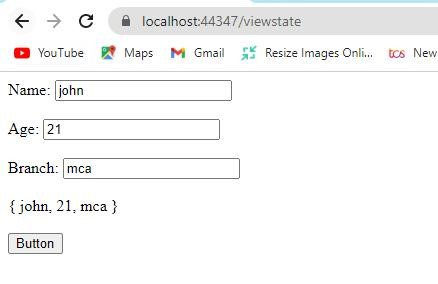 localhost:44347/viewstate
YouTube Maps Gmail Resize Images Onli... tcs New
Name: john
Age: 21
Branch: mca
{ john, 21, mca }
Button